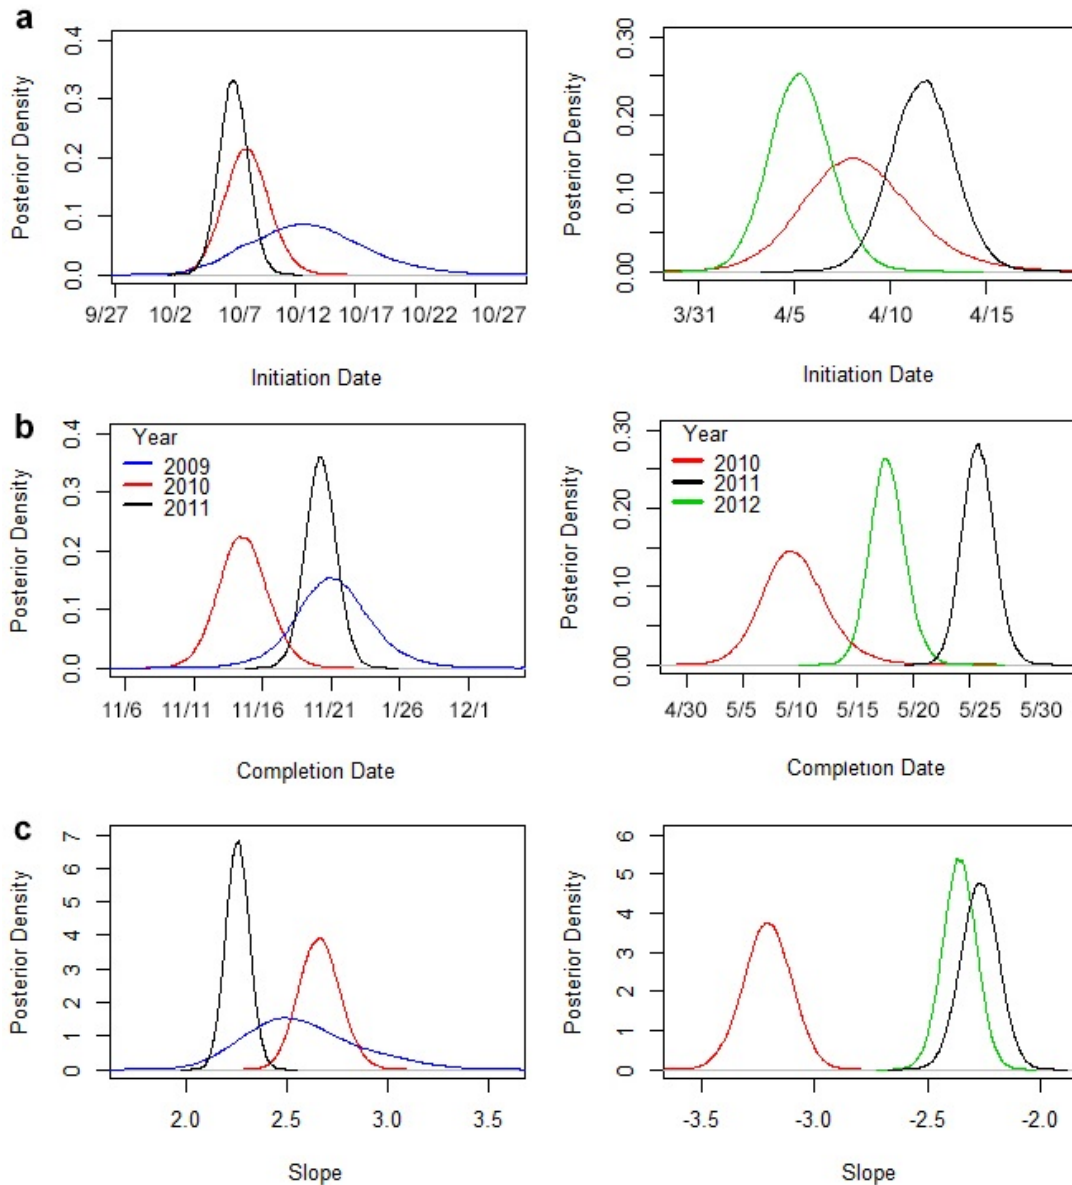 a
Posterior Density
0.0 0.1 0.2 0.3 0.4
9/27 10/2 10/7 10/12 10/17 10/22 10/27
Initiation Date
Posterior Density
0.00 0.10 0.20 0.30
3/31 4/5 4/10 4/15
Initiation Date
b
Posterior Density
0.0 0.1 0.2 0.3 0.4
Year
2009
2010
2011
11/6 11/11 11/16 11/21 1/26 12/1
Completion Date
Posterior Density
0.00 0.10 0.20 0.30
Year
2010
2011
2012
4/30 5/5 5/10 5/15 5/20 5/25 5/30
Completion Date
c
Posterior Density
0 1 2 3 4 5 6 7
2.0 2.5 3.0 3.5
Slope
Posterior Density
0 1 2 3 4 5 6
-3.5 -3.0 -2.5 -2.0
Slope